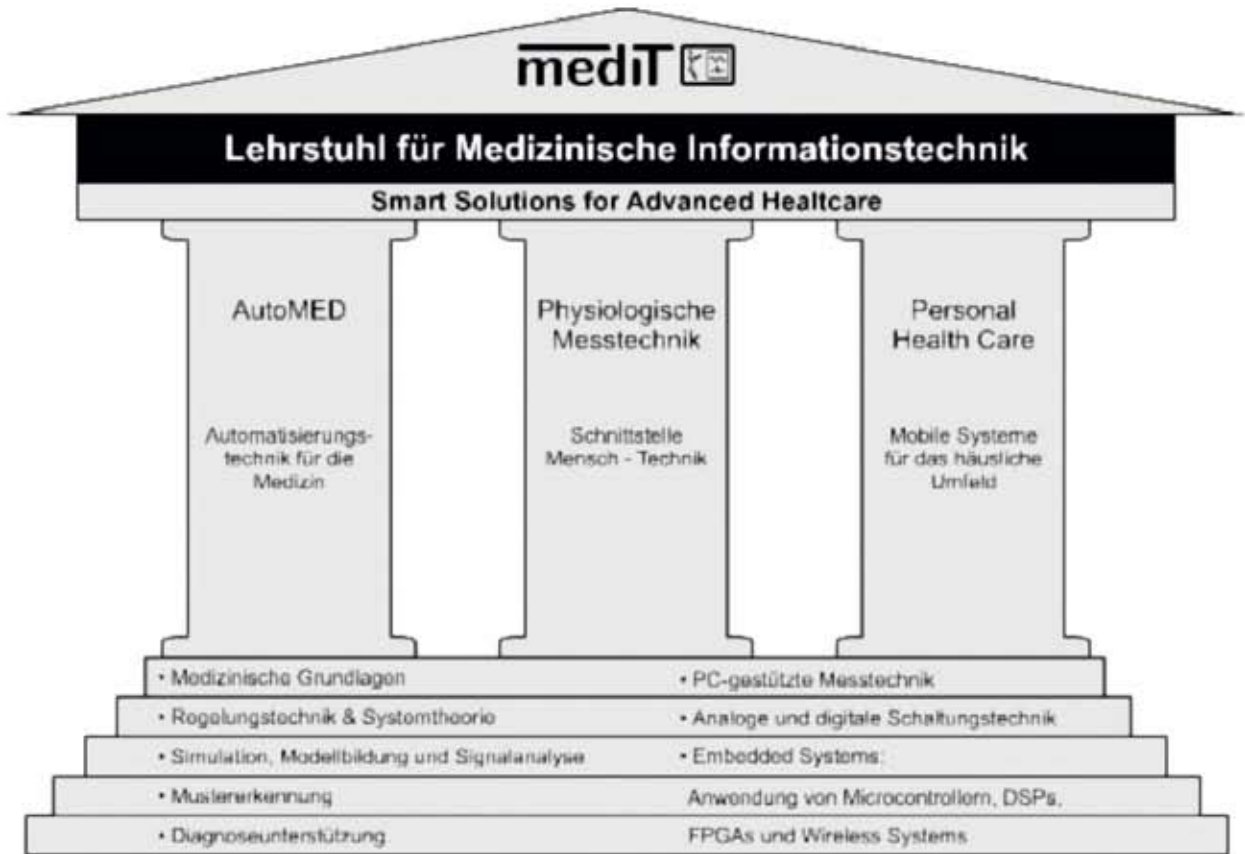 mediT
Lehrstuhl für Medizinische Informationstechnik
Smart Solutions for Advanced Healtcare
AutoMED
Automatisierungs-
technik für die
Medizin
Physiologische
Messtechnik
Schnittstelle
Mensch - Technik
Personal
Health Care
Mobile Systeme
für das häusliche
Umfeld
• Medizinische Grundlagen
• Regelungstechnik & Systemtheorie
• Simulation, Modellbildung und Signalanalyse
• Mustererkennung
• Diagnoseunterstützung
• PC-gestützte Messtechnik
• Analoge und digitale Schaltungstechnik
• Embedded Systems:
Anwendung von Microcontrollern, DSPs,
FPGAs und Wireless Systems